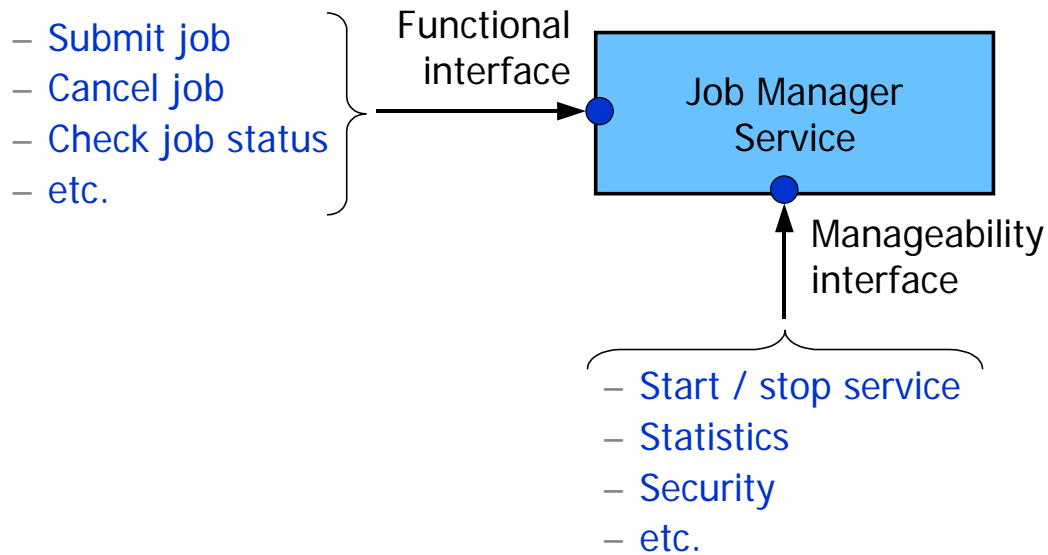 – Submit job
– Cancel job
– Check job status
– etc.
Functional
interface
Job Manager
Service
Manageability
interface
– Start / stop service
– Statistics
– Security
– etc.